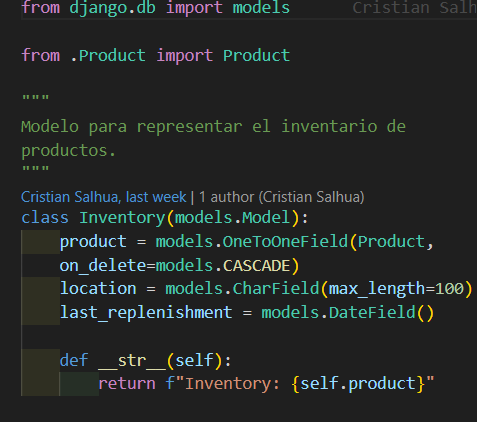 from django.db import models     Cristian Salh
from .Product import Product
"""
Modelo para representar el inventario de
productos.
"""
Cristian Salhua, last week | 1 author (Cristian Salhua)
class Inventory(models.Model):
    product = models.OneToOneField(Product,
    on_delete=models.CASCADE)
    location = models.CharField(max_length=100)
    last_replenishment = models.DateField()
    def __str__(self):
        return f"Inventory: {self.product}"